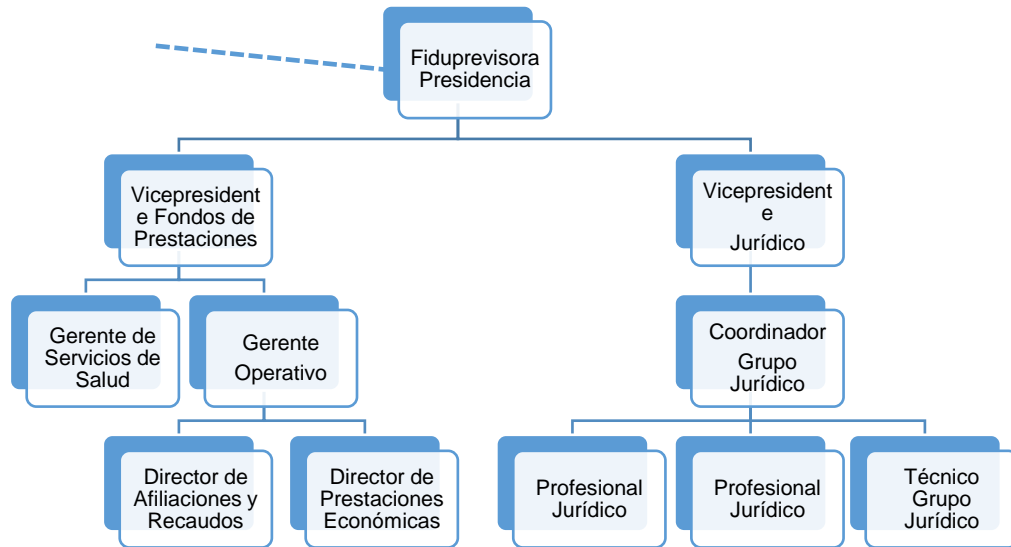 Fiduprevisora
Presidencia
Vicepresident
e Fondos de
Prestaciones
Vicepresident
e
Jurídico
Gerente de
Servicios de
Salud
Gerente
Operativo
Coordinador
Grupo
Jurídico
Director de
Afiliaciones y
Recaudos
Director de
Prestaciones
Económicas
Profesional
Jurídico
Profesional
Jurídico
Técnico
Grupo
Jurídico